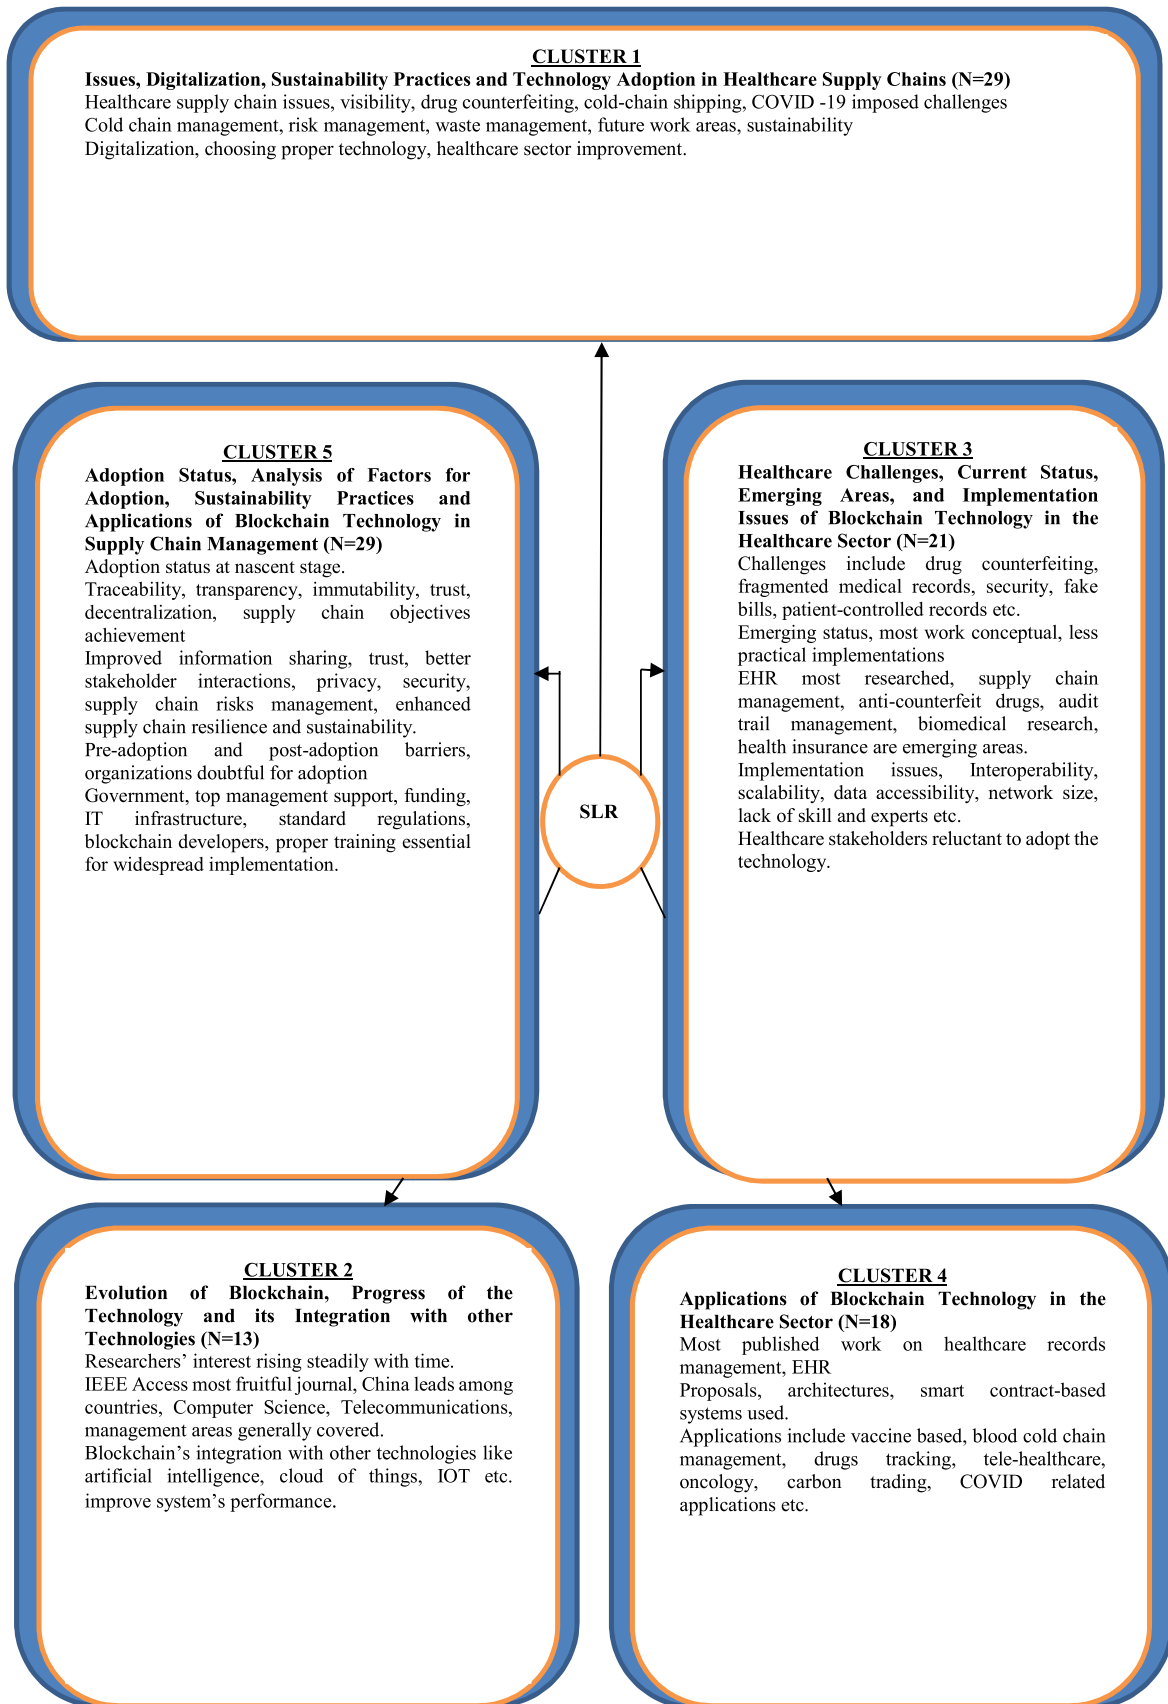 CLUSTER 1
Issues, Digitalization, Sustainability Practices and Technology Adoption in Healthcare Supply Chains (N=29)
Healthcare supply chain issues, visibility, drug counterfeiting, cold-chain shipping, COVID -19 imposed challenges
Cold chain management, risk management, waste management, future work areas, sustainability
Digitalization, choosing proper technology, healthcare sector improvement.
CLUSTER 5
Adoption Status, Analysis of Factors for
Adoption, Sustainability Practices and
Applications of Blockchain Technology in
Supply Chain Management (N=29)
Adoption status at nascent stage.
Traceability, transparency, immutability, trust,
decentralization, supply chain objectives
achievement
Improved information sharing, trust, better
stakeholder interactions, privacy, security,
supply chain risks management, enhanced
supply chain resilience and sustainability.
Pre-adoption and post-adoption barriers,
organizations doubtful for adoption
Government, top management support, funding,
IT infrastructure, standard regulations,
blockchain developers, proper training essential
for widespread implementation.
SLR
CLUSTER 3
Healthcare Challenges, Current Status,
Emerging Areas, and Implementation
Issues of Blockchain Technology in the
Healthcare Sector (N=21)
Challenges include drug counterfeiting,
fragmented medical records, security, fake
bills, patient-controlled records etc.
Emerging status, most work conceptual, less
practical implementations
EHR most researched, supply chain
management, anti-counterfeit drugs, audit
trail management, biomedical research,
health insurance are emerging areas.
Implementation issues, Interoperability,
scalability, data accessibility, network size,
lack of skill and experts etc.
Healthcare stakeholders reluctant to adopt the
technology.
CLUSTER 2
Evolution of Blockchain, Progress of the
Technology and its Integration with other
Technologies (N=13)
Researchers' interest rising steadily with time.
IEEE Access most fruitful journal, China leads among
countries, Computer Science, Telecommunications,
management areas generally covered.
Blockchain's integration with other technologies like
artificial intelligence, cloud of things, IOT etc.
improve system's performance.
CLUSTER 4
Applications of Blockchain Technology in the
Healthcare Sector (N=18)
Most published work on healthcare records
management, EHR
Proposals, architectures, smart contract-based
systems used.
Applications include vaccine based, blood cold chain
management, drugs tracking, tele-healthcare,
oncology, carbon trading, COVID related
applications etc.